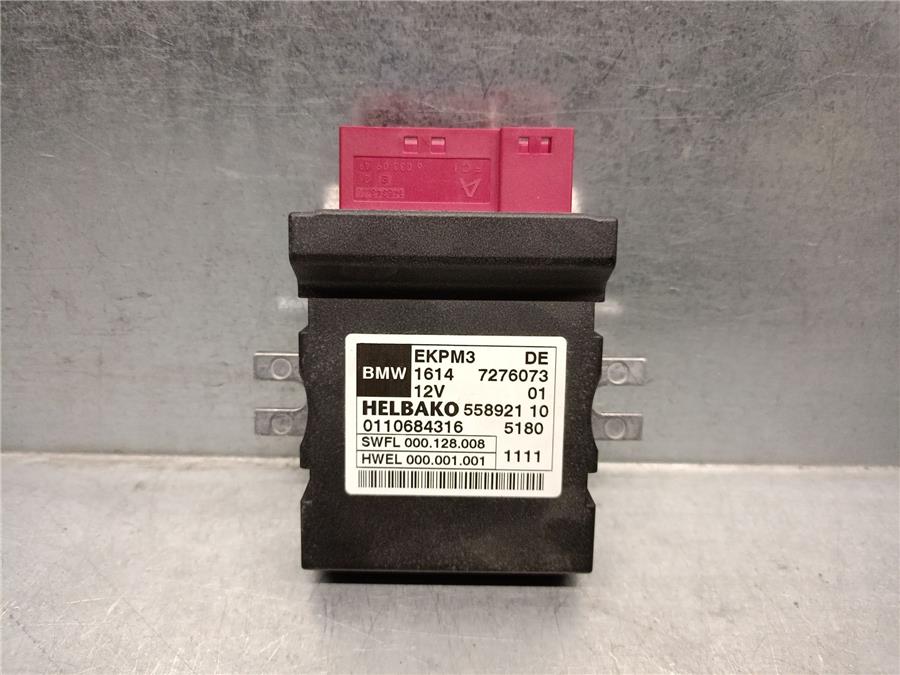 BMW EKPM3 DE
1614 7276073
12V 01
HELBAKO 558921 10
0110684316 5180
SWFL 000.128.008
HWEL 000.001.001 1111